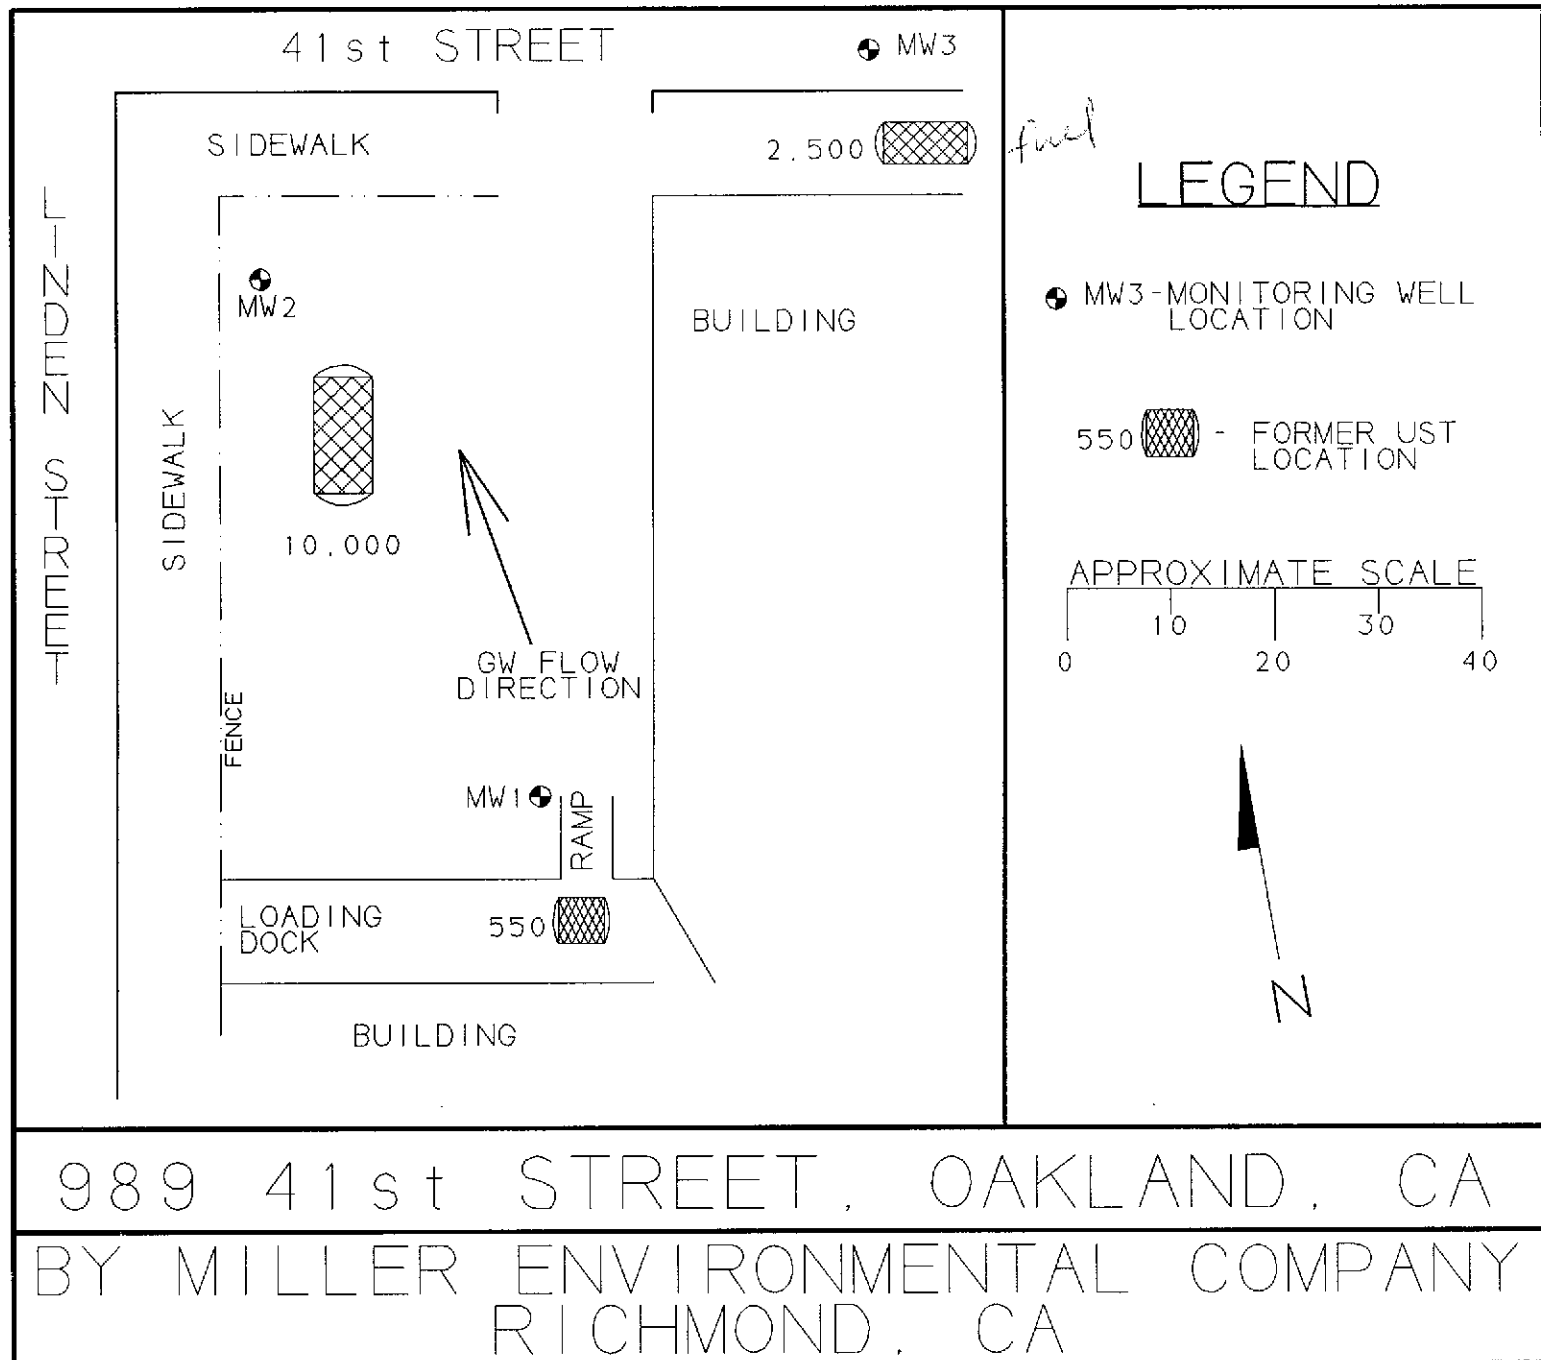 41st STREET
MW3
SIDEWALK
2,500
fuel
LINDEN STREET
MW2
BUILDING
SIDEWALK
10,000
GW FLOW
DIRECTION
FENCE
MW1
RAMP
LOADING
DOCK
550
BUILDING
LEGEND
MW3-MONITORING WELL
LOCATION
550 - FORMER UST
LOCATION
APPROXIMATE SCALE
10 30
0 20 40
N
989 41st STREET, OAKLAND, CA
BY MILLER ENVIRONMENTAL COMPANY
RICHMOND, CA